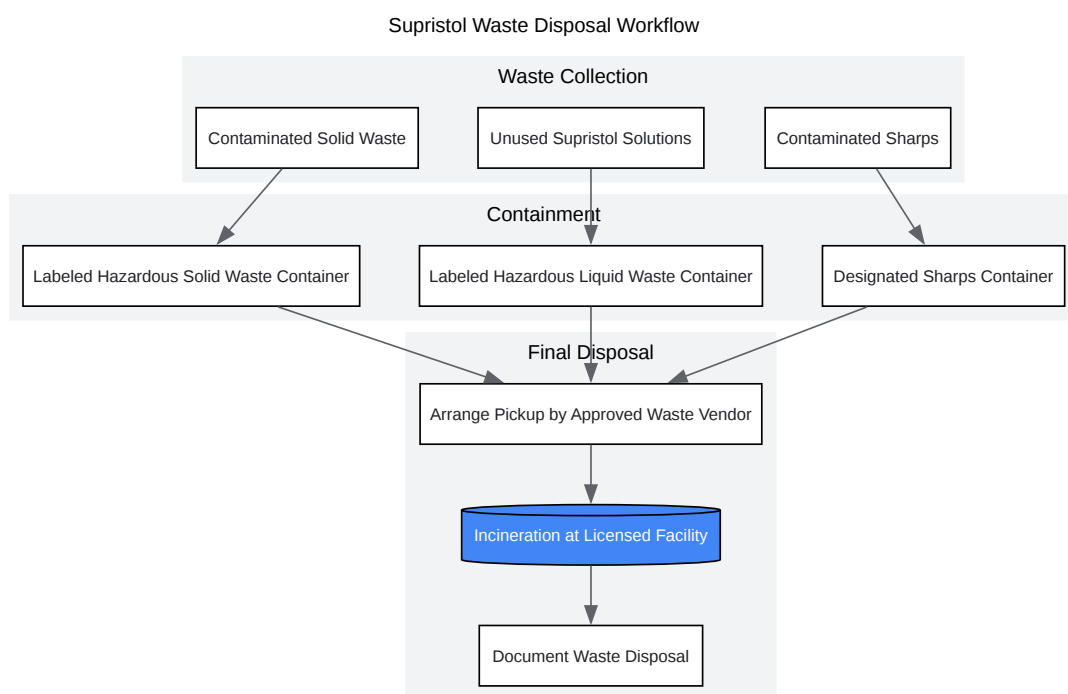 Supristol Waste Disposal Workflow
Waste Collection
Contaminated Solid Waste
Unused Supristol Solutions
Contaminated Sharps
Containment
Labeled Hazardous Solid Waste Container
Labeled Hazardous Liquid Waste Container
Designated Sharps Container
Final Disposal
Arrange Pickup by Approved Waste Vendor
Incineration at Licensed Facility
Document Waste Disposal